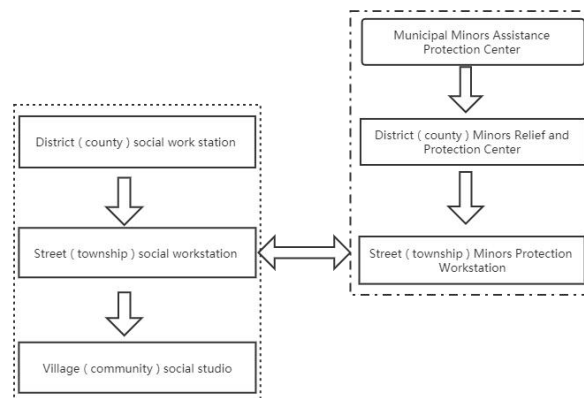 Municipal Minors Assistance
Protection Center
District ( county ) social work station
District ( county ) Minors Relief and
Protection Center
Street ( township ) social workstation
Street ( township ) Minors Protection
Workstation
Village ( community ) social studio